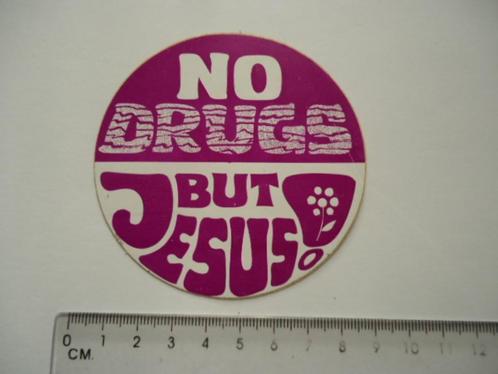 NO
DRUGS
BUT
JESUS!
0 1 2 3 4 5 6 7 8 9 10 11 12
CM.